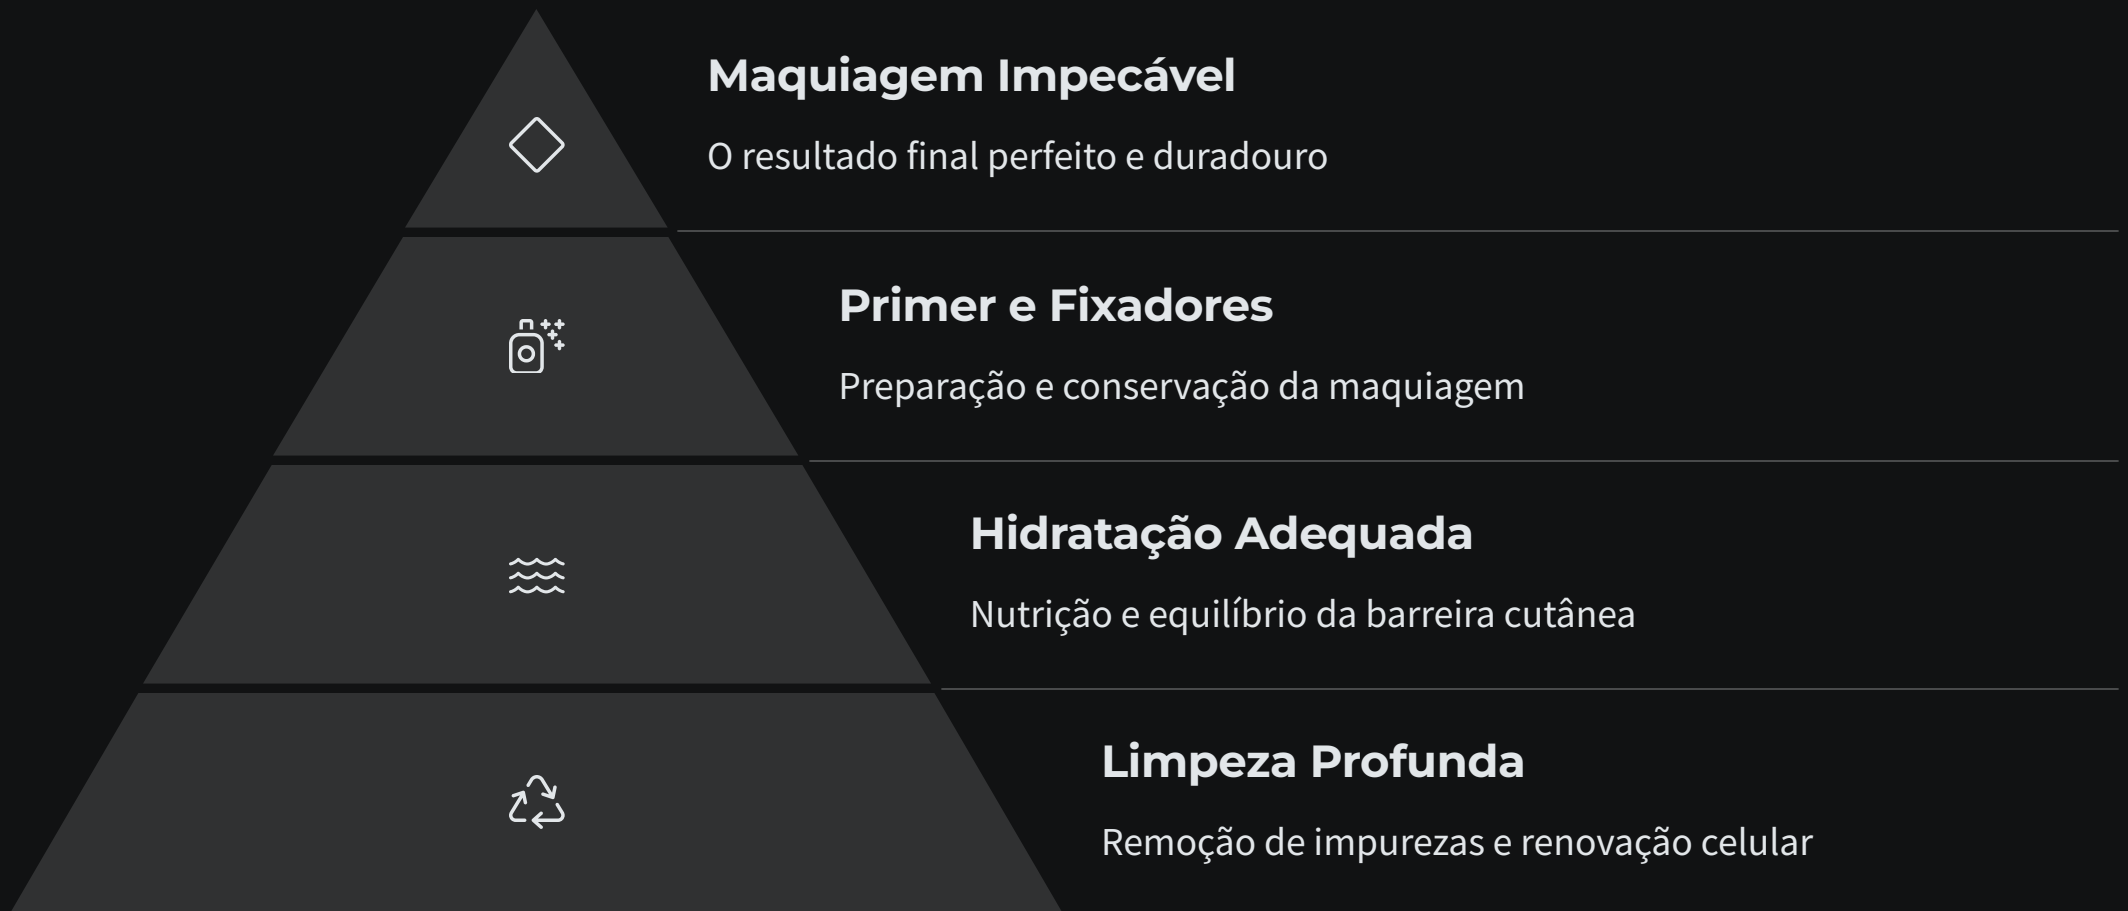 Maquiagem Impecável
O resultado final perfeito e duradouro
Primer e Fixadores
Preparação e conservação da maquiagem
Hidratação Adequada
Nutrição e equilíbrio da barreira cutânea
Limpeza Profunda
Remoção de impurezas e renovação celular